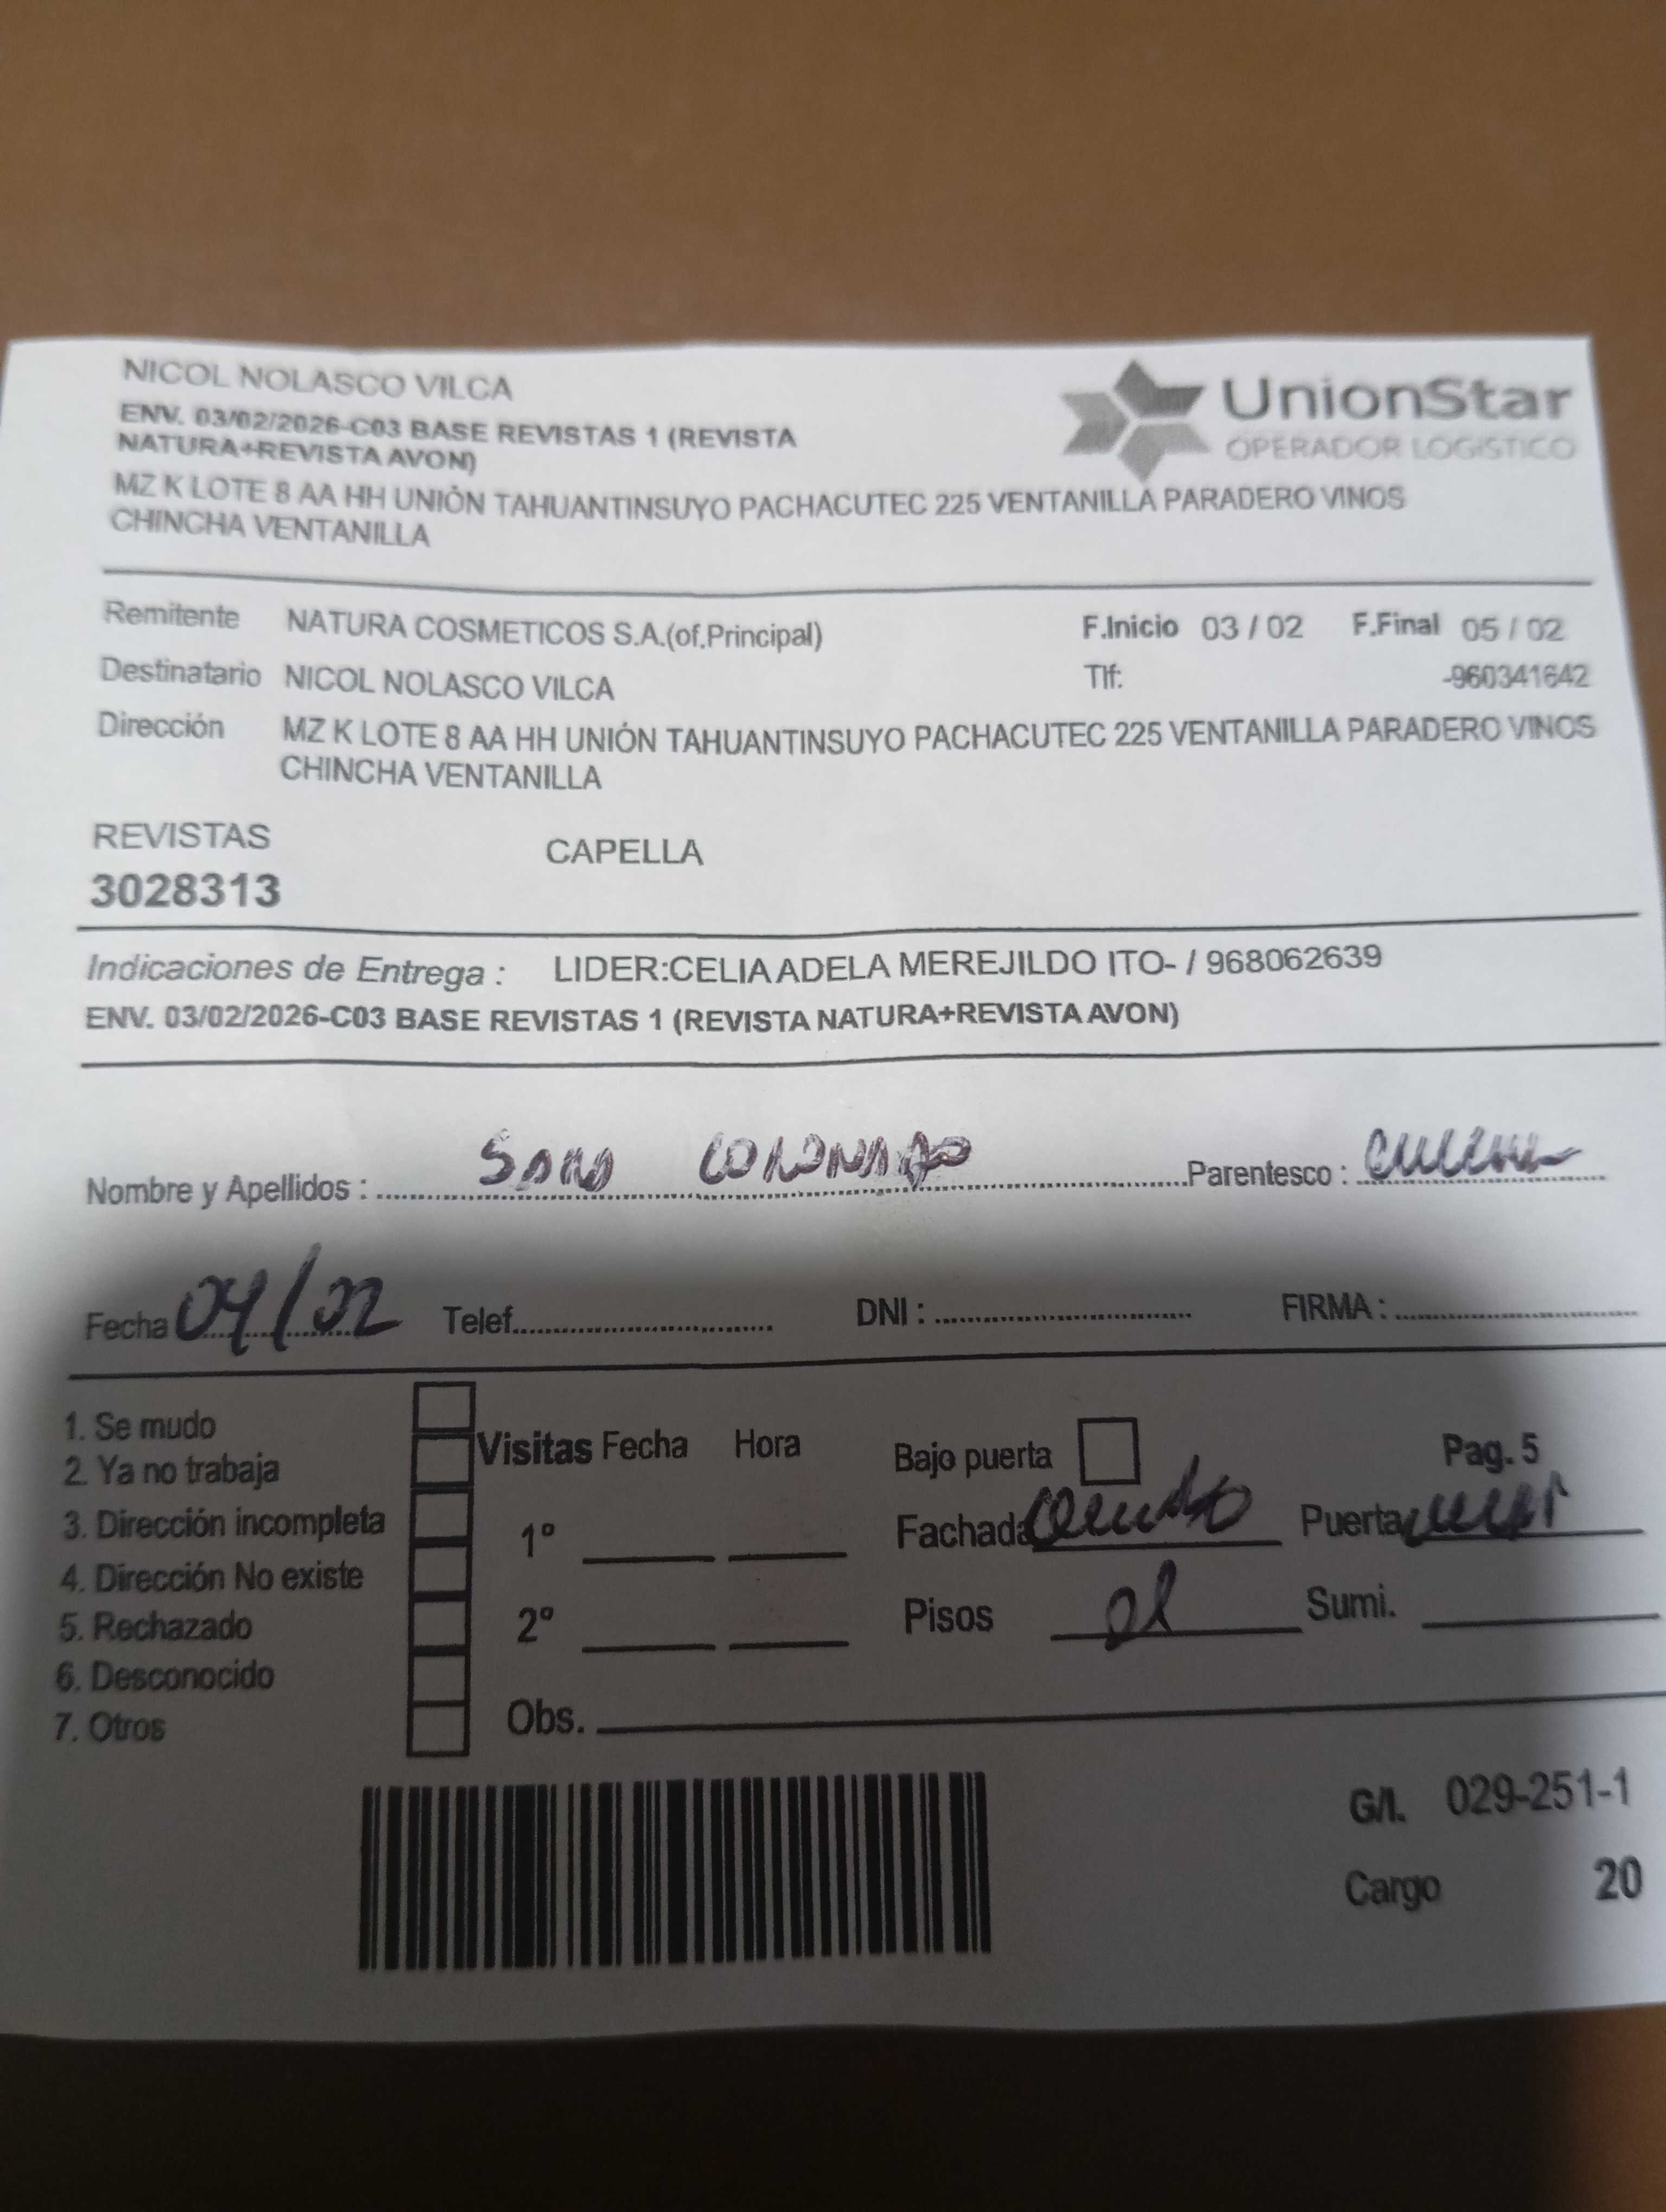 NICOL NOLASCO VILCA
ENV. 03/02/2026-C03 BASE REVISTAS 1 (REVISTA
NATURA+REVISTA AVON)
MZ K LOTE 8 AA HH UNIÓN TAHUANTINSUYO PACHACUTEC 225 VENTANILLA PARADERO VINOS
CHINCHA VENTANILLA
UnionStar
OPERADOR LOGISTICO
Remitente NATURA COSMETICOS S.A.(of.Principal) F.Inicio 03 / 02 F.Final 05 / 02
Destinatario NICOL NOLASCO VILCA Tlf: -960341642
Dirección MZ K LOTE 8 AA HH UNIÓN TAHUANTINSUYO PACHACUTEC 225 VENTANILLA PARADERO VINOS
CHINCHA VENTANILLA
REVISTAS CAPELLA
3028313
Indicaciones de Entrega : LIDER:CELIA ADELA MEREJILDO ITO- / 968062639
ENV. 03/02/2026-C03 BASE REVISTAS 1 (REVISTA NATURA+REVISTA AVON)
Nombre y Apellidos : CORONADO Parentesco :
Fecha 04/02 Telef. DNI : FIRMA :
1. Se mudo
2. Ya no trabaja
3. Dirección incompleta
4. Dirección No existe
5. Rechazado
6. Desconocido
7. Otros
Visitas Fecha Hora
1º
2º
Obs.
Bajo puerta Pag. 5
Fachada Puerta
Pisos Sumi.
G/I. 029-251-1
Cargo 20